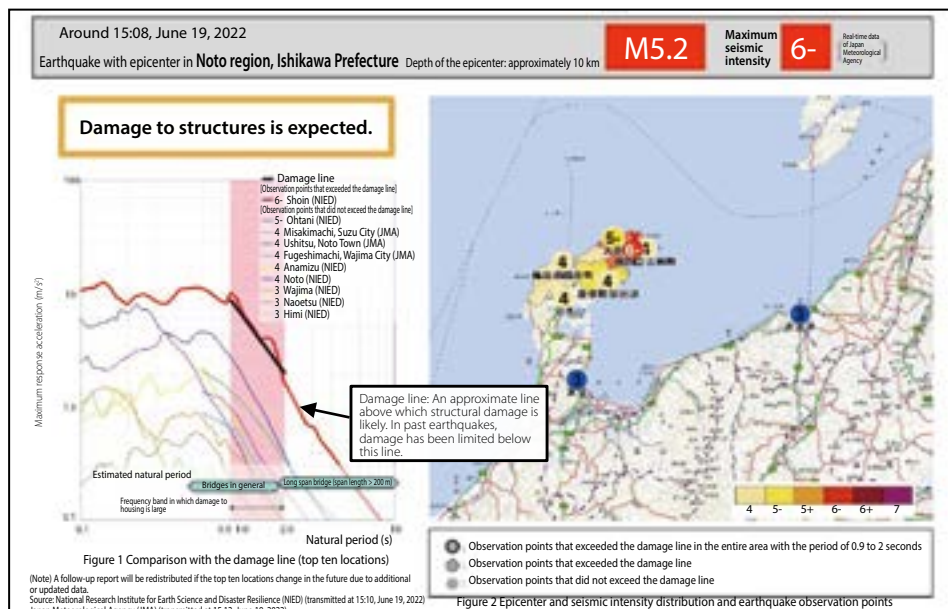 Around 15:08, June 19, 2022
Earthquake with epicenter in Noto region, Ishikawa Prefecture Depth of the epicenter: approximately 10 km
M5.2
Maximum seismic intensity
6-
Real-time data of Japan Meteorological Agency
Damage to structures is expected.
Damage line
[Observation points that exceeded the damage line]
6- Shoin (NIED)
[Observation points that did not exceed the damage line]
5- Ohtani (NIED)
4 Misakimachi, Suzu City (JMA)
4 Ushitsu, Noto Town (JMA)
4 Fugeshimachi, Wajima City (JMA)
4 Anamizu (NIED)
4 Noto (NIED)
3 Wajima (NIED)
3 Naoetsu (NIED)
3 Himi (NIED)
Maximum response acceleration (m/s²)
Damage line: An approximate line
above which structural damage is
likely. In past earthquakes,
damage has been limited below
this line.
Estimated natural period
Bridges in general
Long span bridge (span length > 200 m)
Frequency band in which damage to
housing is large
0.1
2.0
Natural period (s)
Figure 1 Comparison with the damage line (top ten locations)
(Note) A follow-up report will be redistributed if the top ten locations change in the future due to additional
or updated data.
Source: National Research Institute for Earth Science and Disaster Resilience (NIED) (transmitted at 15:10, June 19, 2022)
5-
4
4
4
4
3
3
4 5- 5+ 6- 6+ 7
Observation points that exceeded the damage line in the entire area with the period of 0.9 to 2 seconds
Observation points that exceeded the damage line
Observation points that did not exceed the damage line
Figure 2 Epicenter and seismic intensity distribution and earthquake observation points